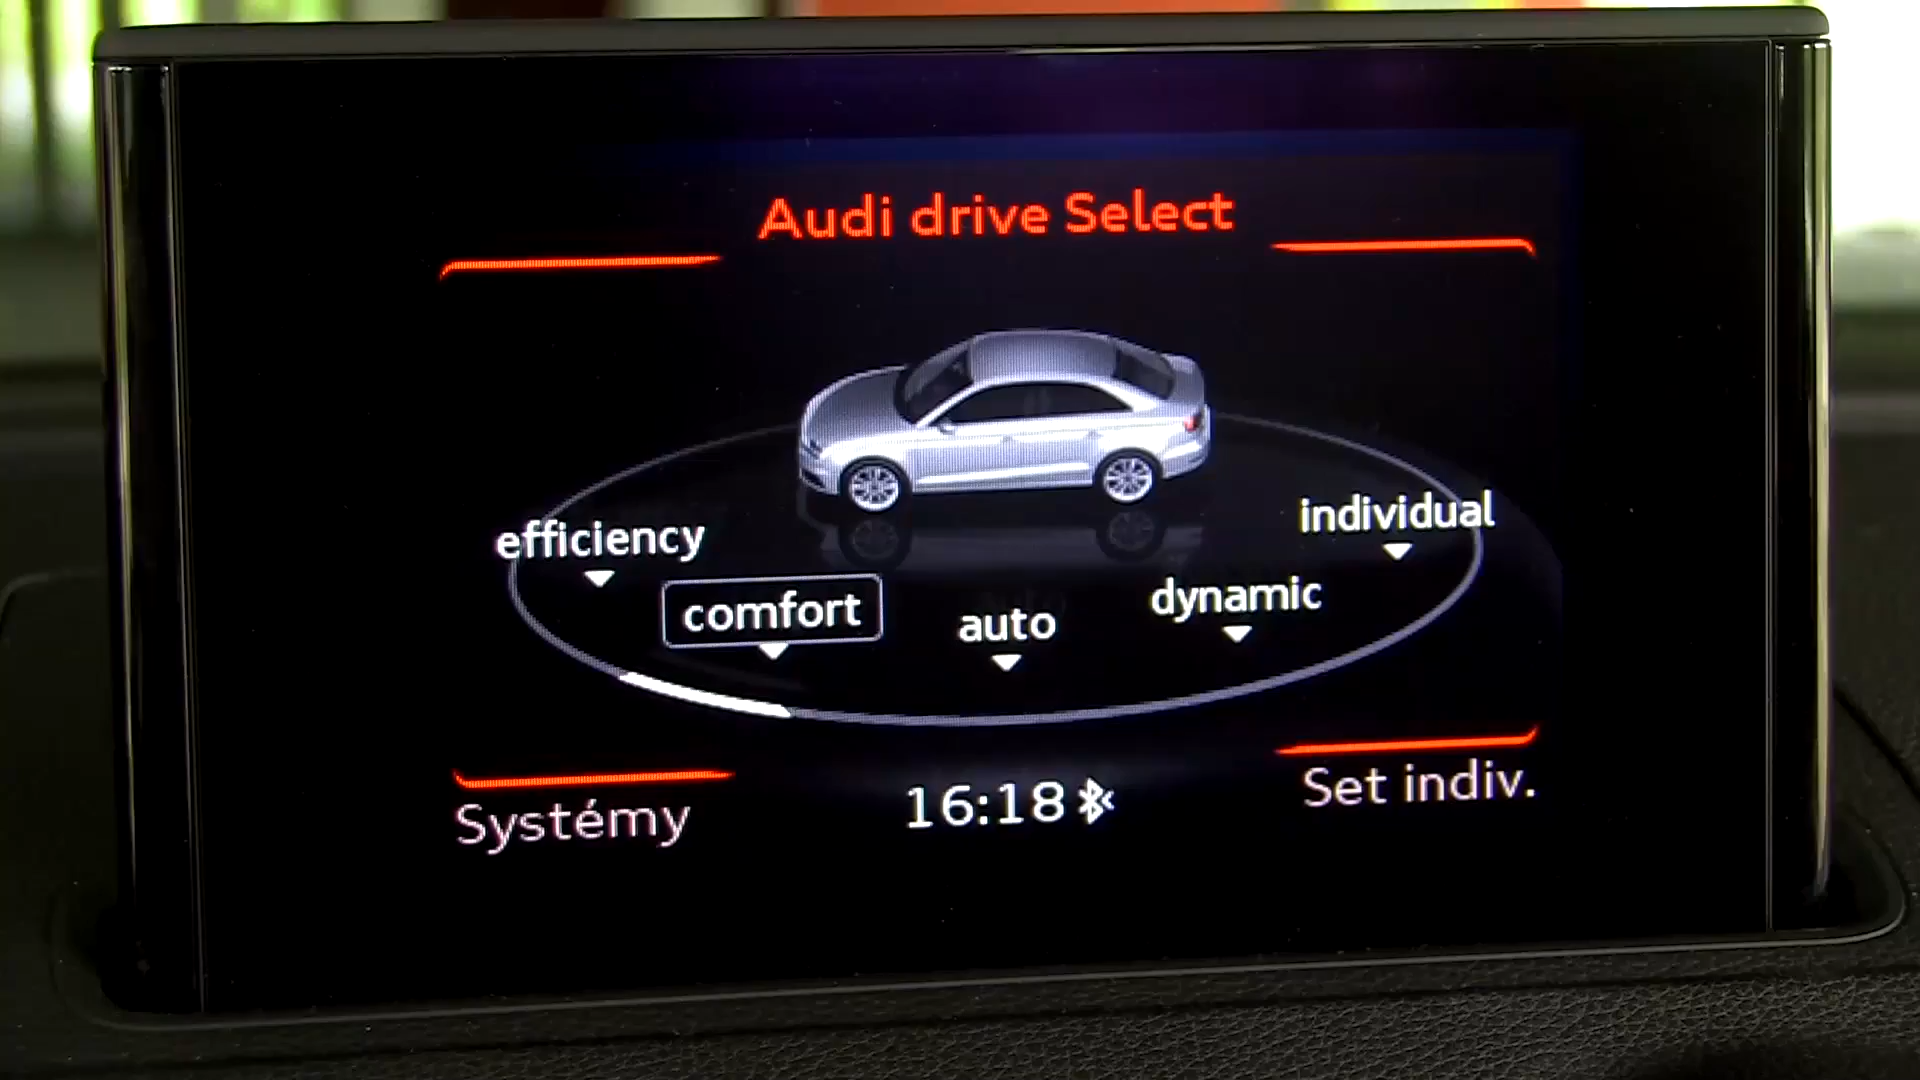 Audi drive Select
efficiency
comfort
auto
dynamic
individual
Systémy
16:18
Set indiv.